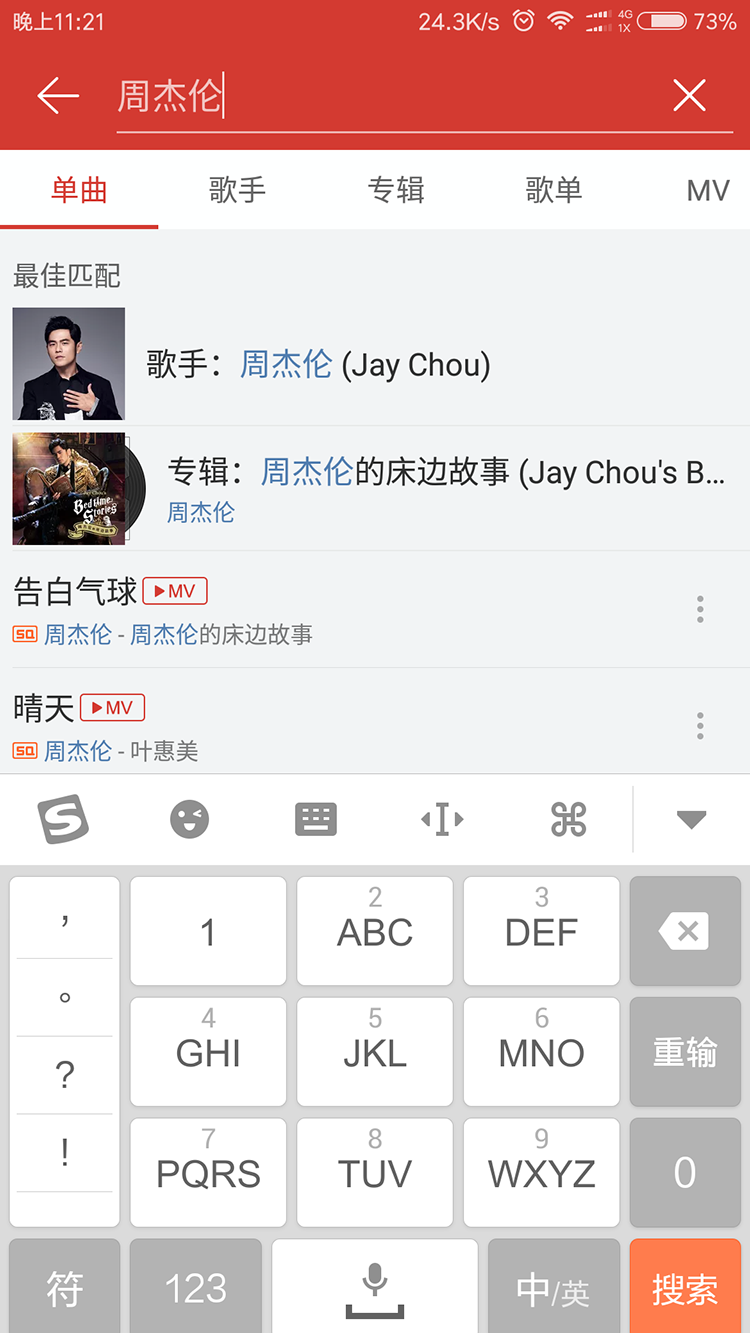 晚上11:21 24.3K/s 4G 1X 73%
周杰伦
单曲 歌手 专辑 歌单 MV
最佳匹配
歌手：周杰伦 (Jay Chou)
专辑：周杰伦的床边故事 (Jay Chou's B...
周杰伦
Bedtime
Stories
告白气球 MV
SQ 周杰伦 - 周杰伦的床边故事
晴天 MV
SQ 周杰伦 - 叶惠美
S
， 1 2 ABC 3 DEF
。 4 GHI 5 JKL 6 MNO 重输
? 7 PQRS 8 TUV 9 WXYZ 0
!
符 123 中/英 搜索